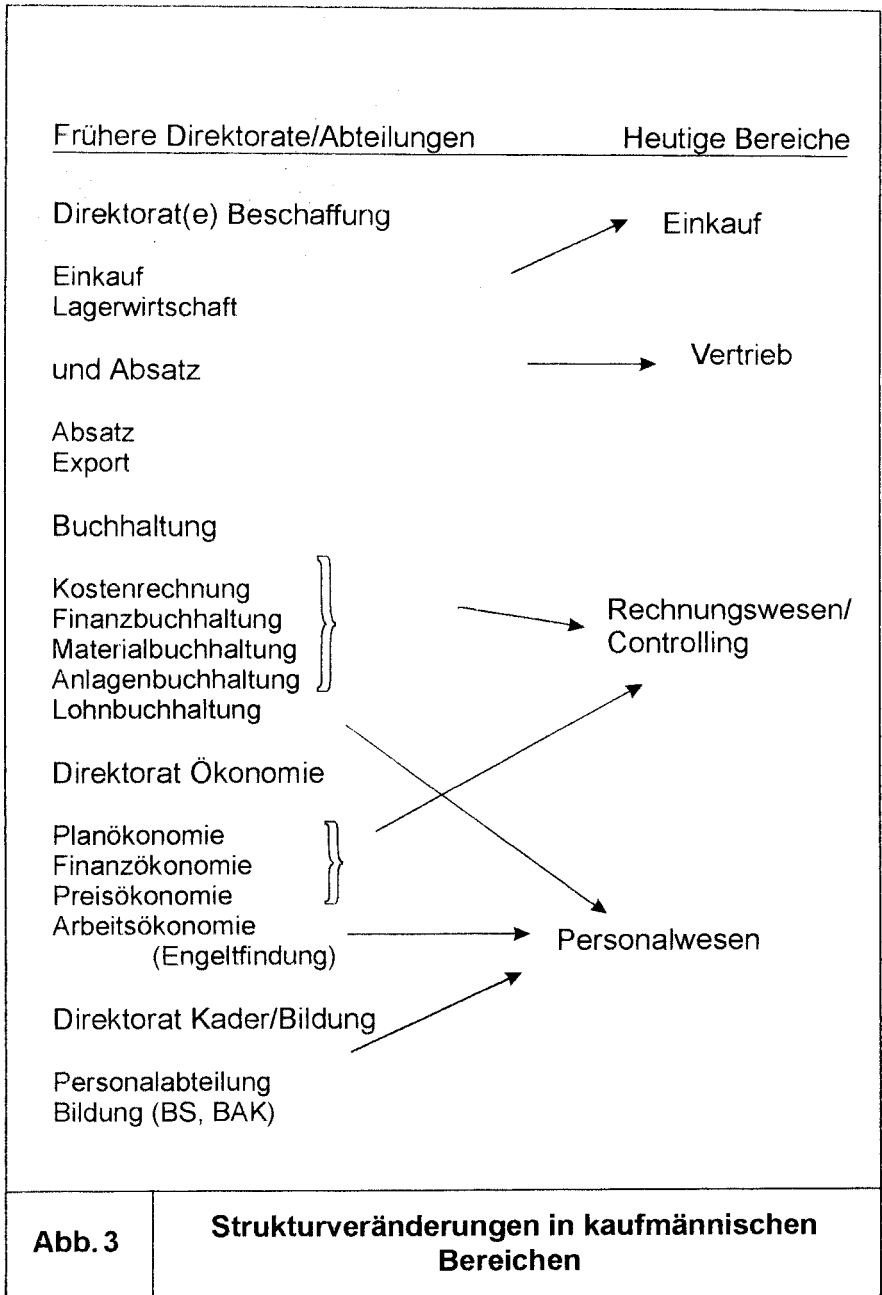 Frühere Direktorate/Abteilungen Heutige Bereiche
Direktorat(e) Beschaffung Einkauf
Einkauf
Lagerwirtschaft
und Absatz Vertrieb
Absatz
Export
Buchhaltung
Kostenrechnung
Finanzbuchhaltung
Materialbuchhaltung
Anlagenbuchhaltung
Lohnbuchhaltung
Rechnungswesen/
Controlling
Direktorat Ökonomie
Planökonomie
Finanzökonomie
Preisökonomie
Arbeitsökonomie
(Engeltfindung)
Personalwesen
Direktorat Kader/Bildung
Personalabteilung
Bildung (BS, BAK)
Abb. 3
Strukturveränderungen in kaufmännischen
Bereichen